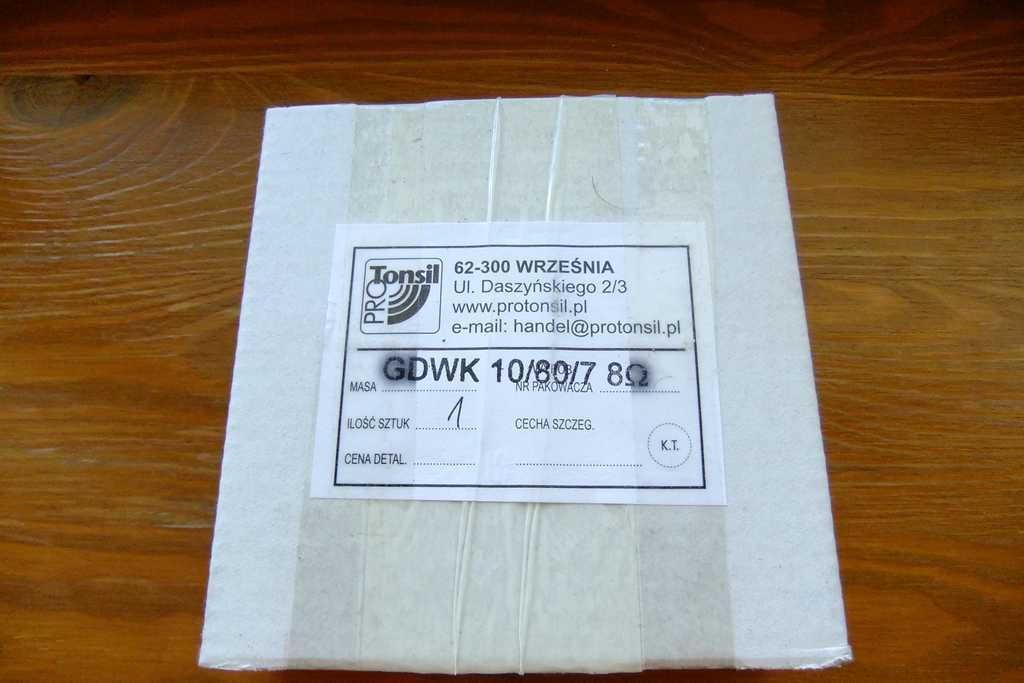 PRO Tonsil
62-300 WRZEŚNIA
Ul. Daszyńskiego 2/3
www.protonsil.pl
e-mail: handel@protonsil.pl
GDWK 10/80/7 8Ω
MASA
NR PAKOWACZA
ILOŚĆ SZTUK 1
CECHA SZCZEG.
CENA DETAL.
K.T.